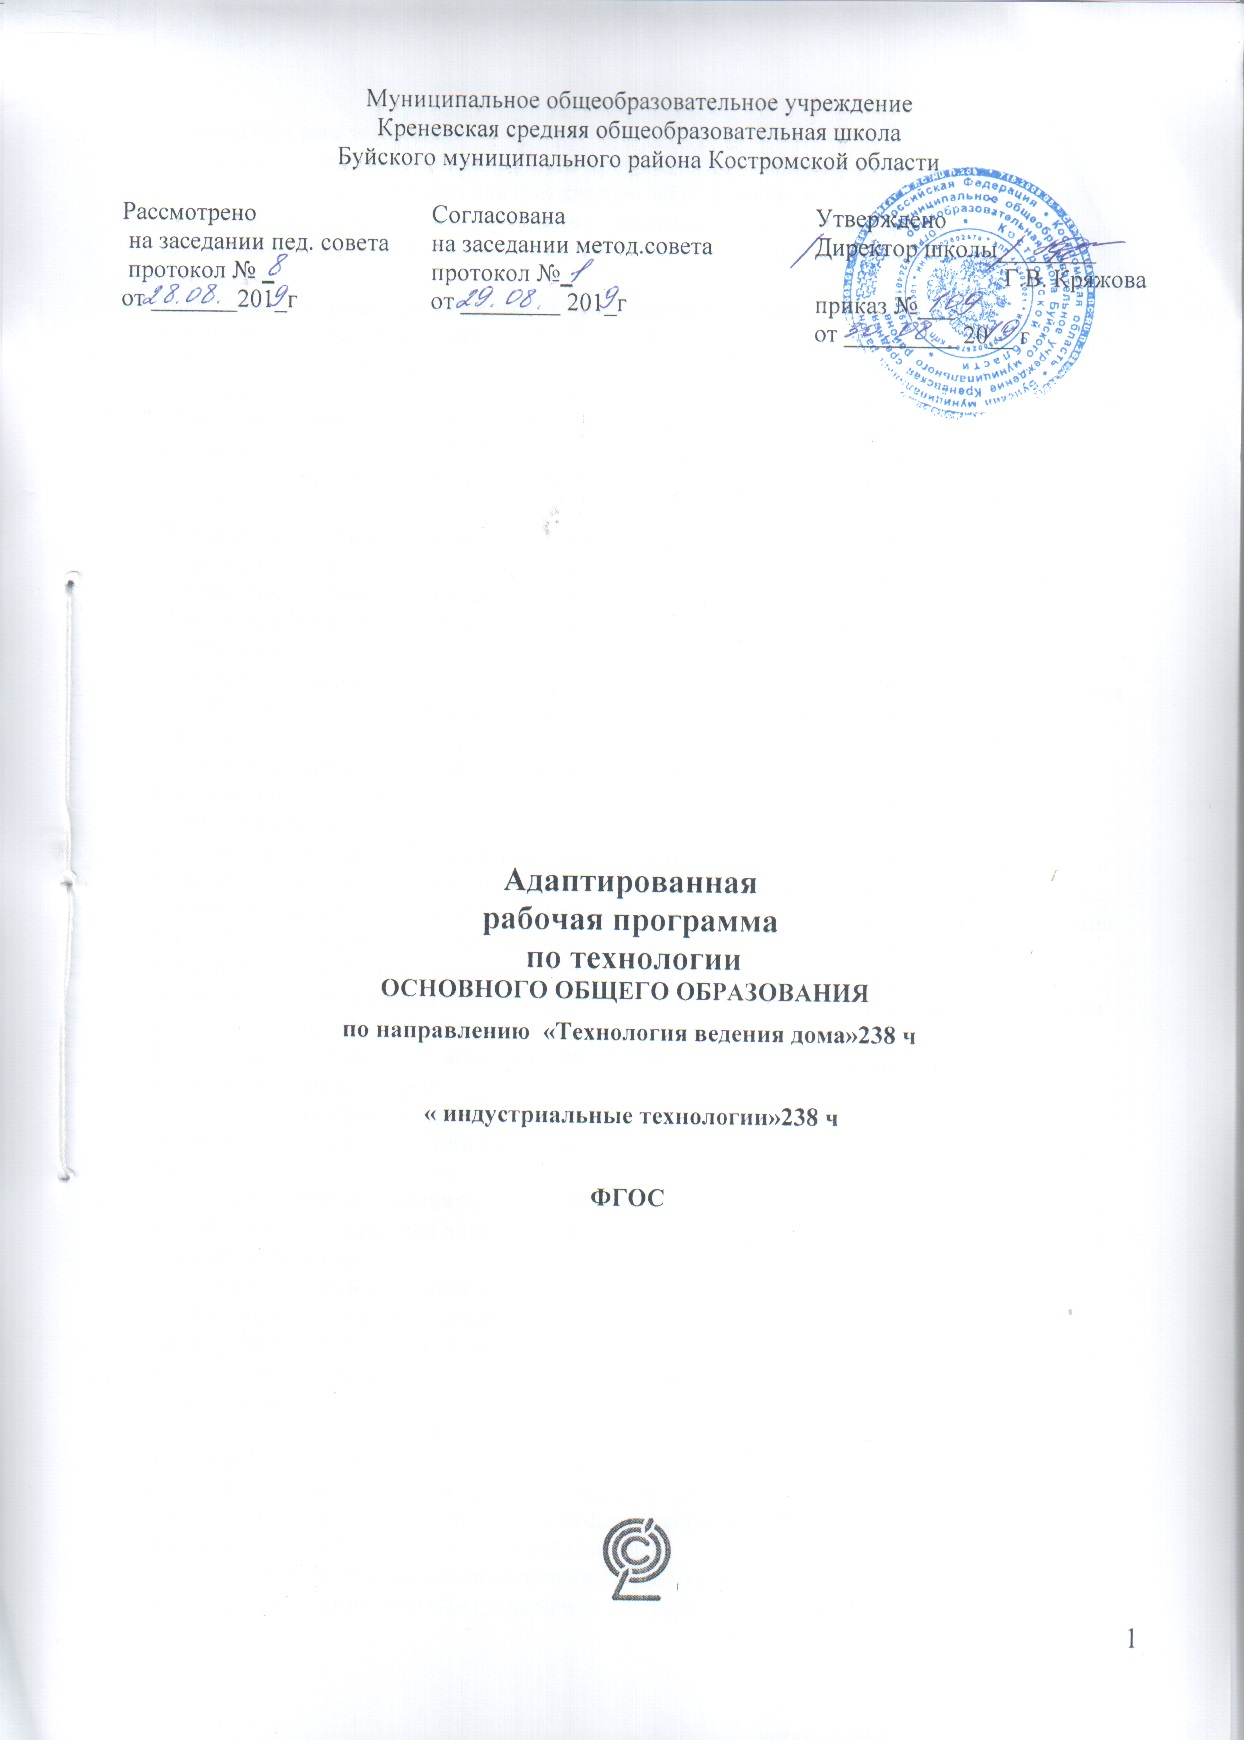 Муниципальное общеобразовательное учреждение
Креневская средняя общеобразовательная школа
Буйского муниципального района Костромской области
Рассмотрено
на заседании пед. совета
протокол № 8
от 28.08. 2019г
Согласована
на заседании метод.совета
протокол № 1
от 29.08. 2019г
Утверждено
Директор школы
Г.В. Кряжова
приказ №
от 08 2019 г
Адаптированная
рабочая программа
по технологии
ОСНОВНОГО ОБЩЕГО ОБРАЗОВАНИЯ
по направлению «Технология ведения дома»238 ч
« индустриальные технологии»238 ч
ФГОС
1